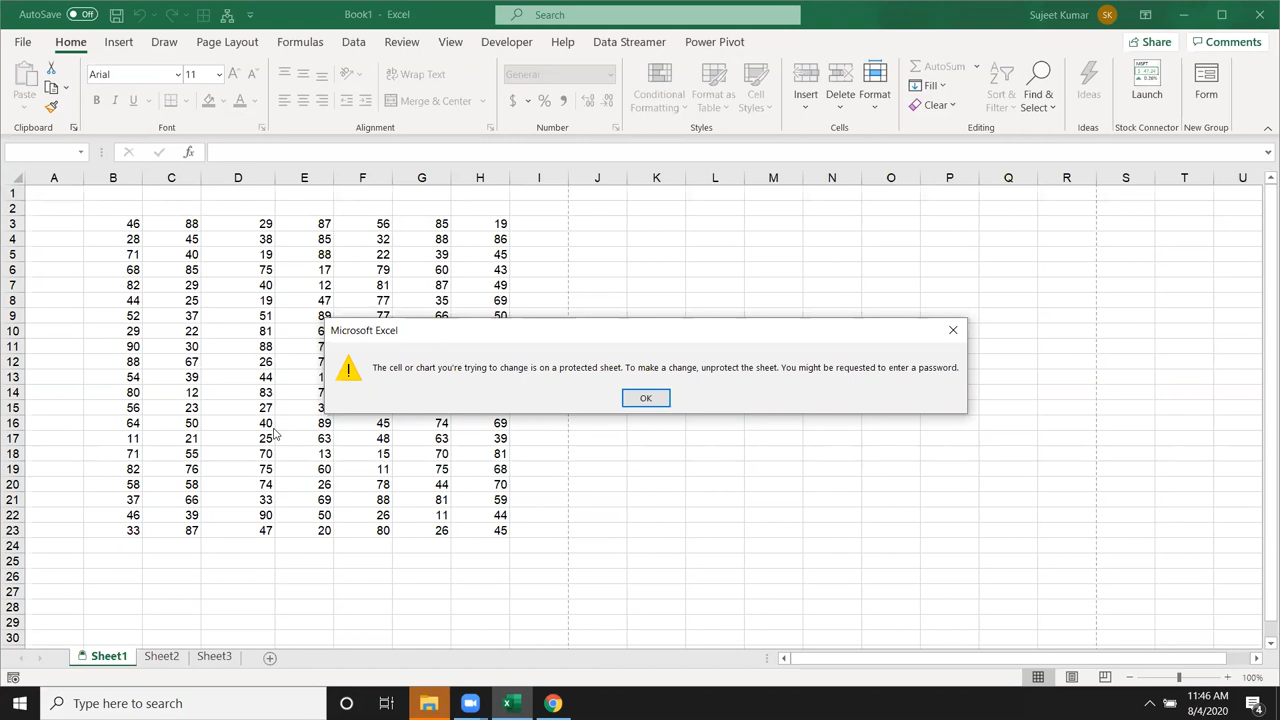 AutoSave Off Book1 - Excel Search Sujeet Kumar SK
File Home Insert Draw Page Layout Formulas Data Review View Developer Help Data Streamer Power Pivot Share Comments
Paste Arial 11 A A Wrap Text General Conditional Formatting Format as Table Cell Styles Insert Delete Format AutoSum Fill Clear Sort & Filter Find & Select Ideas Launch Form
B I U A Merge & Center $ % ,
Clipboard Font Alignment Number Styles Cells Editing Ideas Stock Connector New Group
fx
A B C D E F G H I J K L M N O P Q R S T U
1
2
3 46 88 29 87 56 85 19
4 28 45 38 85 32 88 86
5 71 40 19 88 22 39 45
6 68 85 75 17 79 60 43
7 82 29 40 12 81 87 49
8 44 25 19 47 77 35 69
9 52 37 51 89 77 66 50
10 29 22 81
11 90 30 88
12 88 67 26
13 54 39 44
14 80 12 83
15 56 23 27
Microsoft Excel
The cell or chart you're trying to change is on a protected sheet. To make a change, unprotect the sheet. You might be requested to enter a password.
OK
16 64 50 40 89 45 74 69
17 11 21 25 63 48 63 39
18 71 55 70 13 15 70 81
19 82 76 75 60 11 75 68
20 58 58 74 26 78 44 70
21 37 66 33 69 88 81 59
22 46 39 90 50 26 11 44
23 33 87 47 20 80 26 45
24
25
26
27
28
29
30
Sheet1 Sheet2 Sheet3
100%
Type here to search
11:46 AM
8/4/2020